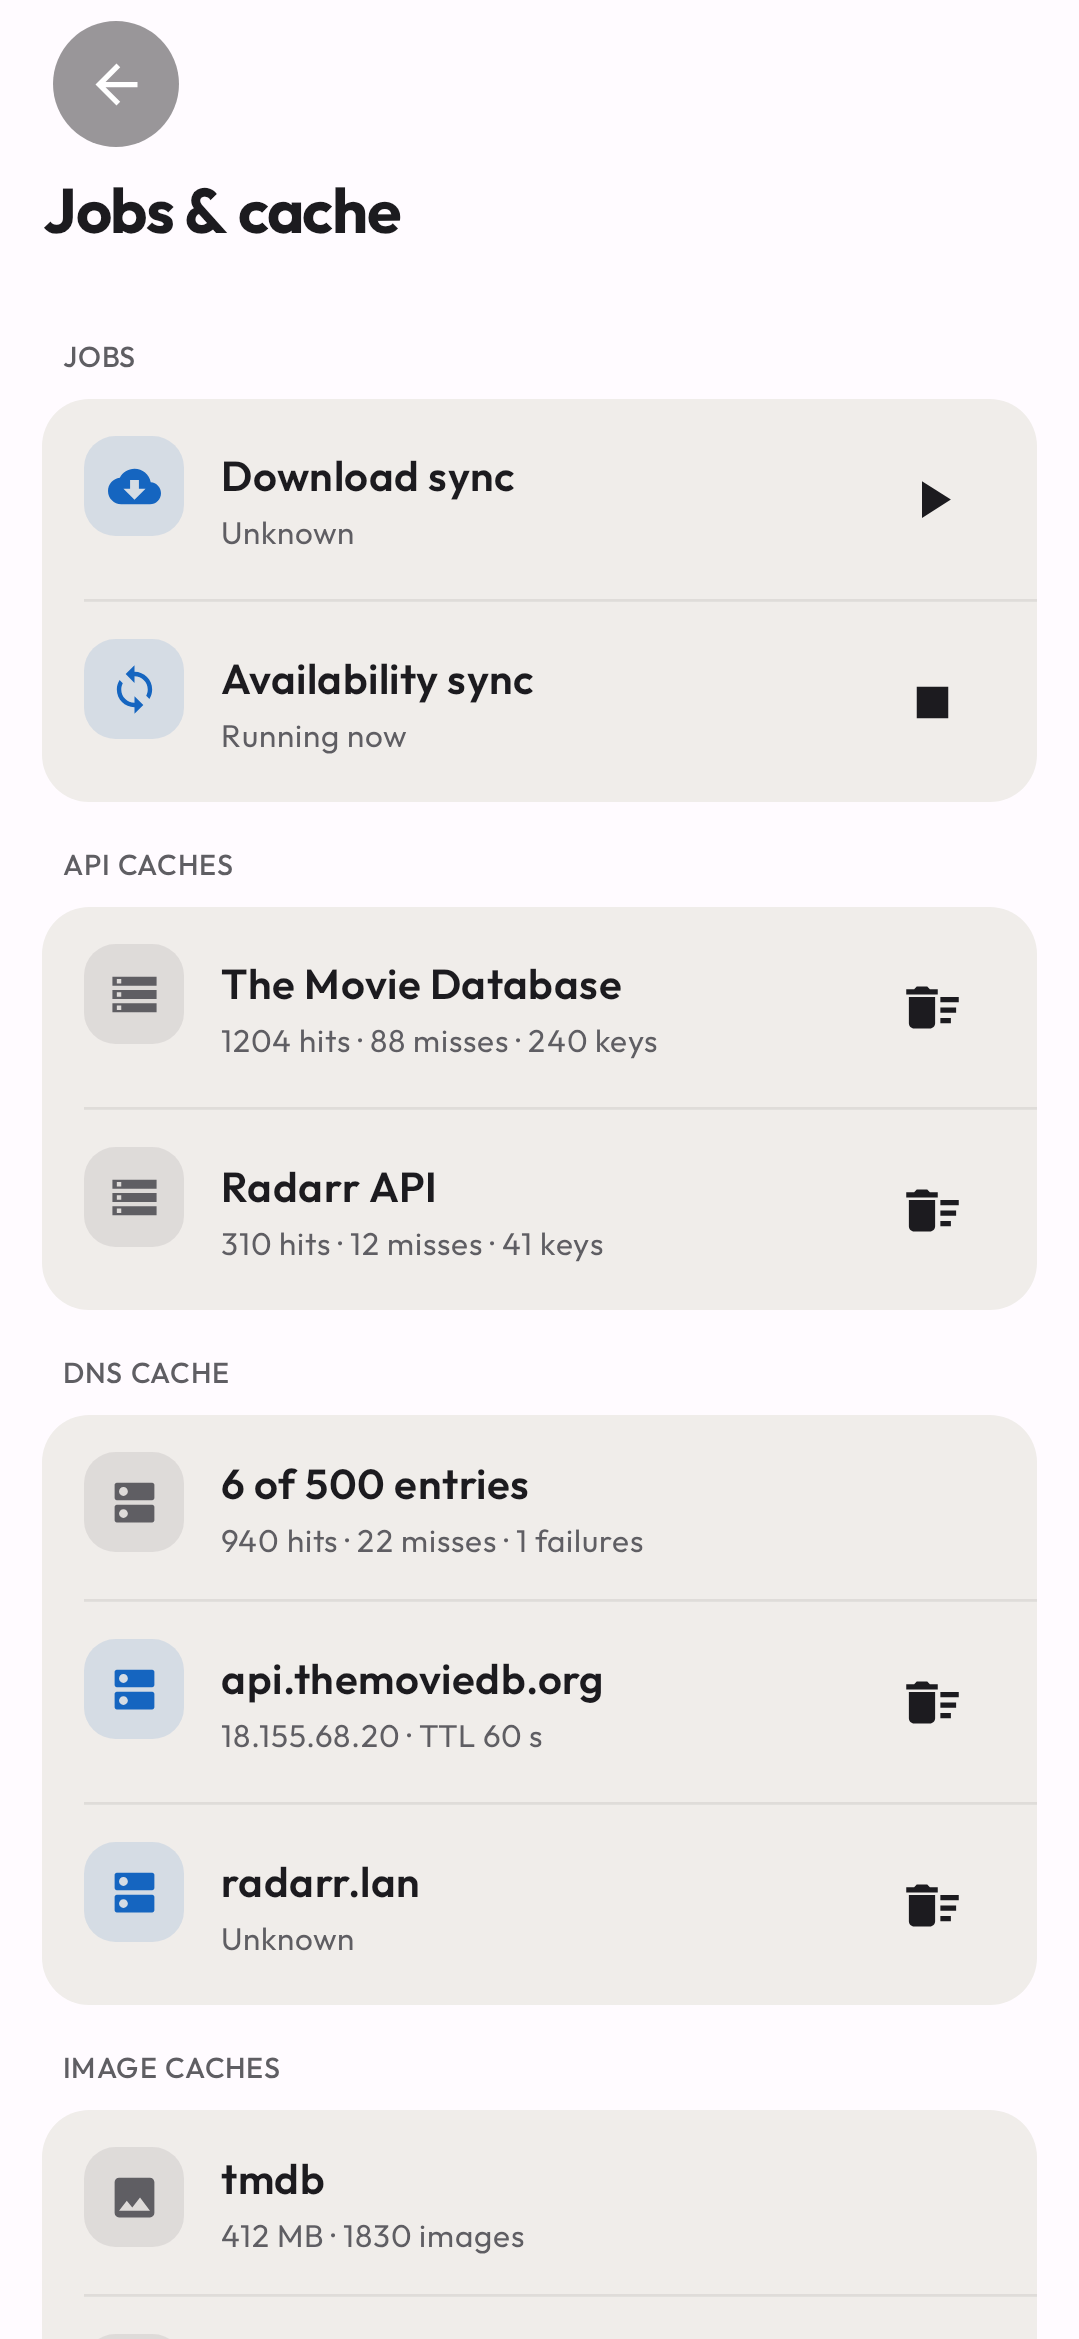 Jobs & cache
JOBS
Download sync
Unknown
Availability sync
Running now
API CACHES
The Movie Database
1204 hits · 88 misses · 240 keys
Radarr API
310 hits · 12 misses · 41 keys
DNS CACHE
6 of 500 entries
940 hits · 22 misses · 1 failures
api.themoviedb.org
18.155.68.20 · TTL 60 s
radarr.lan
Unknown
IMAGE CACHES
tmdb
412 MB · 1830 images